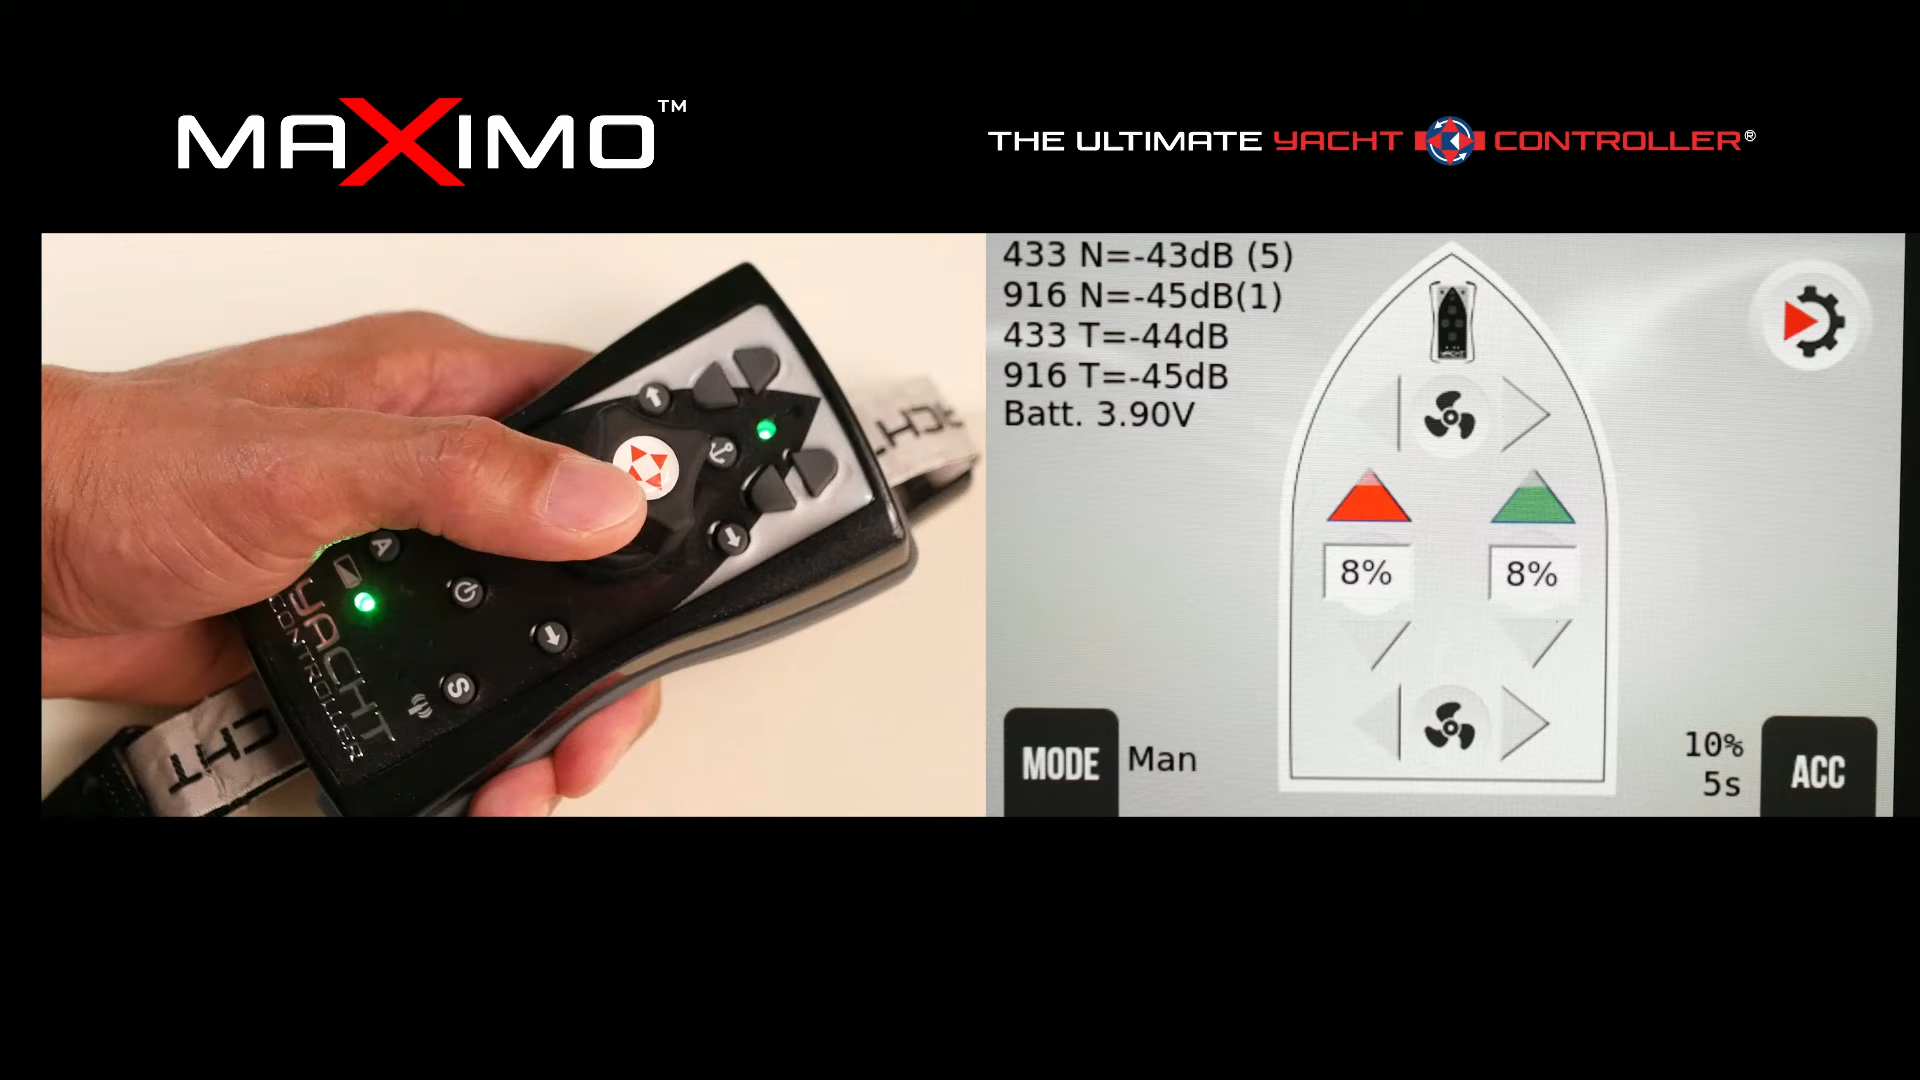 MAXIMO™
THE ULTIMATE YACHT CONTROLLER®
433 N=-43dB (5)
916 N=-45dB(1)
433 T=-44dB
916 T=-45dB
Batt. 3.90V
8%
8%
MODE
Man
10%
5s
ACC
A
S
YACHT
CONTROLLER